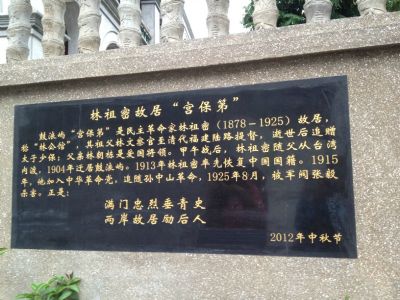 林祖密故居“宫保第”
鼓浪屿“宫保第”是民主革命家林祖密(1878-1925)故居,
称“林公馆”,其祖父林文察官至清代福建陆路提督,逝世后追赠
太子少保;父亲林朝栋是爱国将领。甲午战后,林祖密随父从台湾
内渡,1904年迁居鼓浪屿。1913年林祖密率先恢复中国国籍。1915
年,他加入中华革命党,追随孙中山革命,1925年8月,被军阀张毅
杀害。正是:
满门忠烈垂青史
两岸故居励后人
2012年中秋节